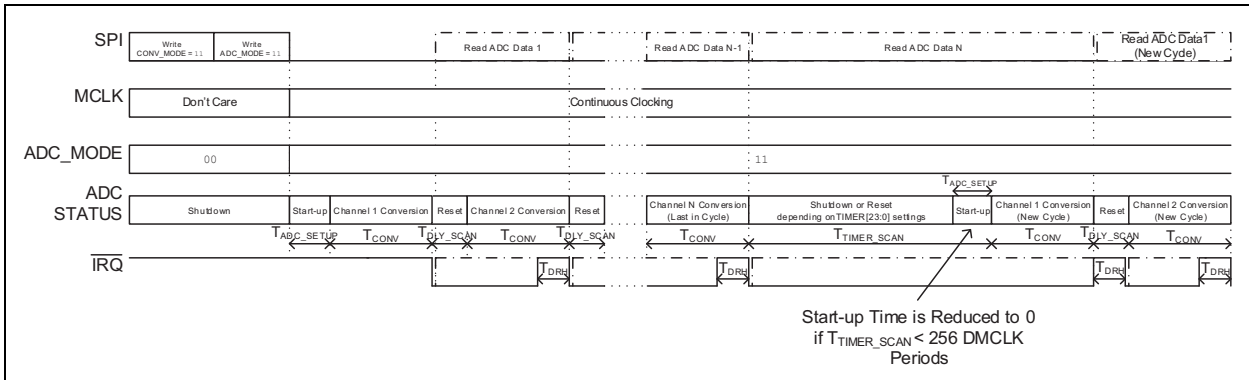 SPI
Write
CONV_MODE = 11
Write
ADC_MODE = 11
Read ADC Data 1
Read ADC Data N-1
Read ADC Data N
Read ADC Data1
(New Cycle)
MCLK
Don't Care
Continuous Clocking
ADC_MODE
00
11
ADC
STATUS
TADC_SETUP
Shutdown
Start-up
Channel 1 Conversion
Reset
Channel 2 Conversion
Reset
Channel N Conversion
(Last in Cycle)
Shutdown or Reset
depending onTIMER[23:0] settings
Start-up
Channel 1 Conversion
(New Cycle)
Reset
Channel 2 Conversion
(New Cycle)
TADC_SETUP
TCONV
TDLY_SCAN
TCONV
TDLY_SCAN
TCONV
TTIMER_SCAN
TCONV
TDLY_SCAN
TCONV
IRQ
TDRH
TDRH
TDRH
TDRH
Start-up Time is Reduced to 0
if TTIMER_SCAN < 256 DMCLK
Periods